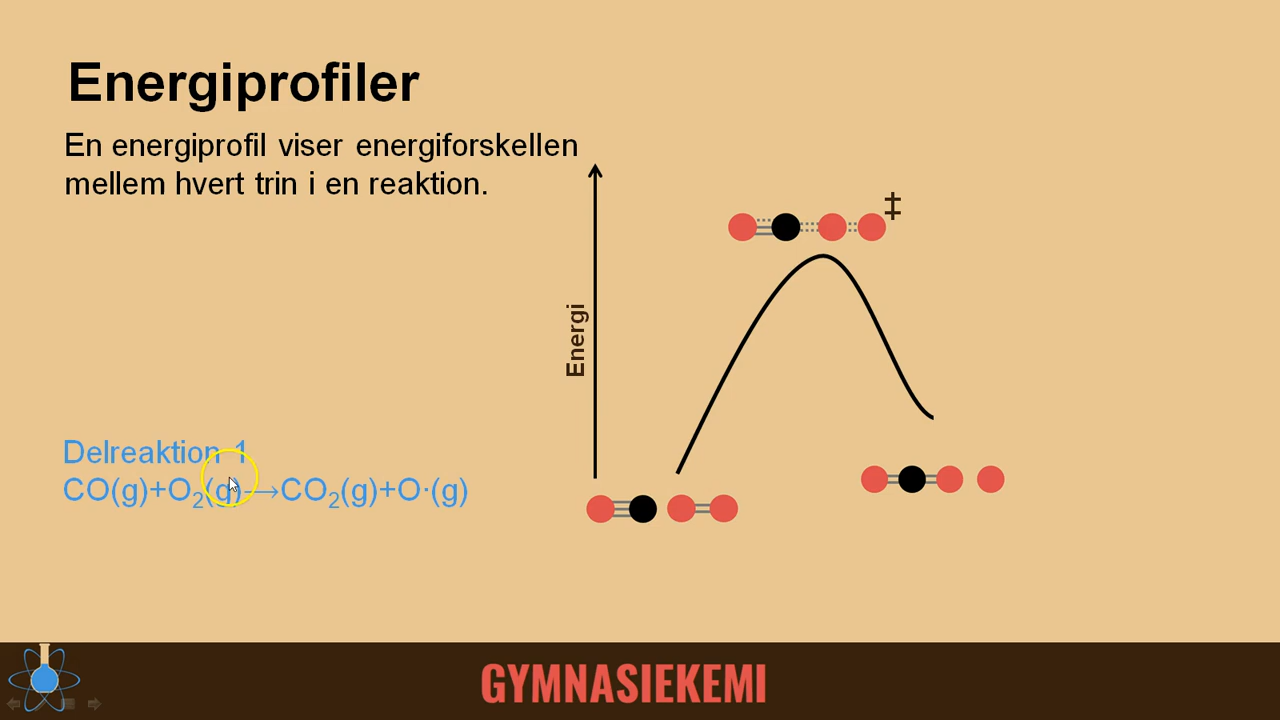 Energiprofiler
En energiprofil viser energiforskellen
mellem hvert trin i en reaktion.
‡
Energi
Delreaktion 1
CO(g)+O₂(g)⟶CO₂(g)+O·(g)
GYMNASIEKEMI